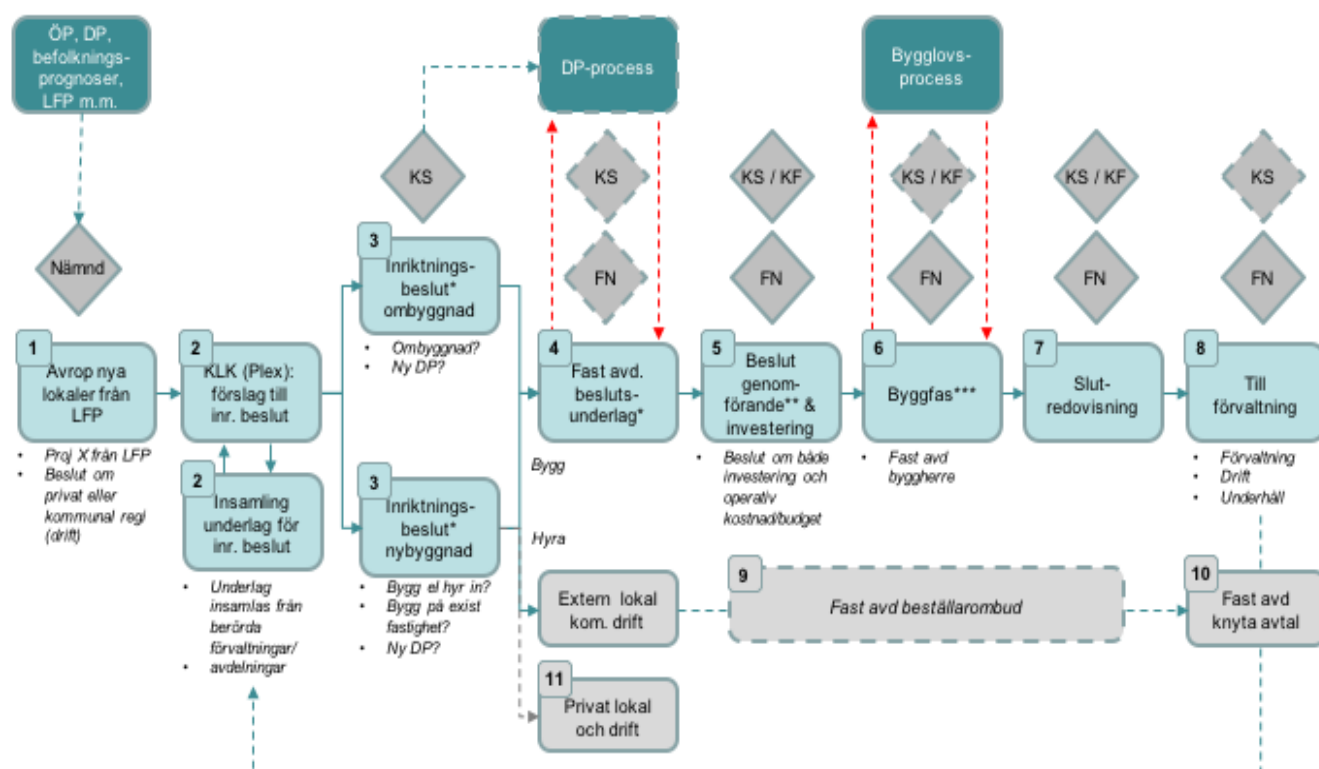 ÖP, DP,
befolknings-
prognoser,
LFP m.m.
DP-process
Bygglovs-
process
KS
KS
KS / KF
KS / KF
KS / KF
KS
Nämnd
FN
FN
FN
FN
FN
3
Inriktnings-
beslut*
ombyggnad
• Ombyggnad?
• Ny DP?
1
Avrop nya
lokaler från
LFP
• Proj X från LFP
• Beslut om
privat eller
kommunal regi
(drift)
2
KLK (Plex):
förslag till
inr. beslut
2
Insamling
underlag för
inr. beslut
• Underlag
insamlas från
berörda
förvaltningar/
• avdelningar
3
Inriktnings-
beslut*
nybyggnad
• Bygg el hyr in?
• Bygg på exist
fastighet?
• Ny DP?
4
Fast avd.
besluts-
underlag*
Bygg
Hyra
5
Beslut
genom-
förande** &
investering
• Beslut om både
investering och
operativ
kostnad/budget
6
Byggfas***
• Fast avd
byggherre
7
Slut-
redovisning
8
Till
förvaltning
• Förvaltning
• Drift
• Underhåll
Extern lokal
kom. drift
9
Fast avd beställarombud
10
Fast avd
knyta avtal
11
Privat lokal
och drift